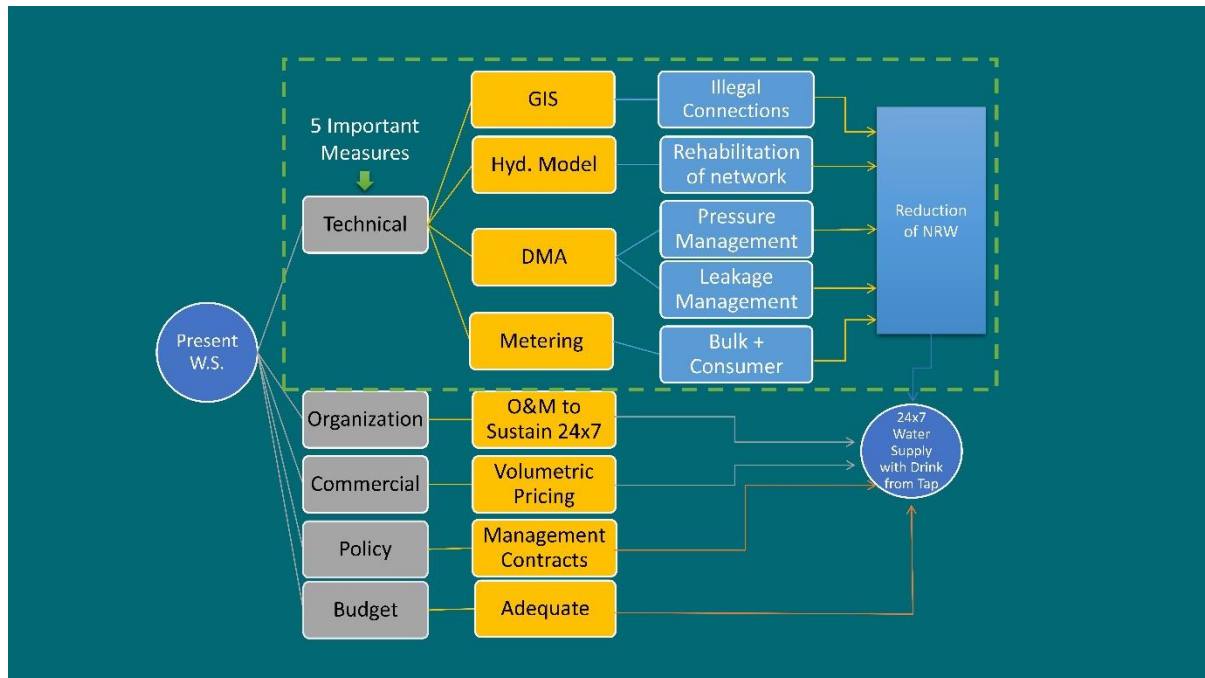 5 Important
Measures
Present
W.S.
Technical
GIS
Illegal
Connections
Hyd. Model
Rehabilitation
of network
DMA
Pressure
Management
Leakage
Management
Metering
Bulk +
Consumer
Reduction
of NRW
Organization
O&M to
Sustain 24x7
Commercial
Volumetric
Pricing
Policy
Management
Contracts
Budget
Adequate
24x7
Water
Supply
with Drink
from Tap